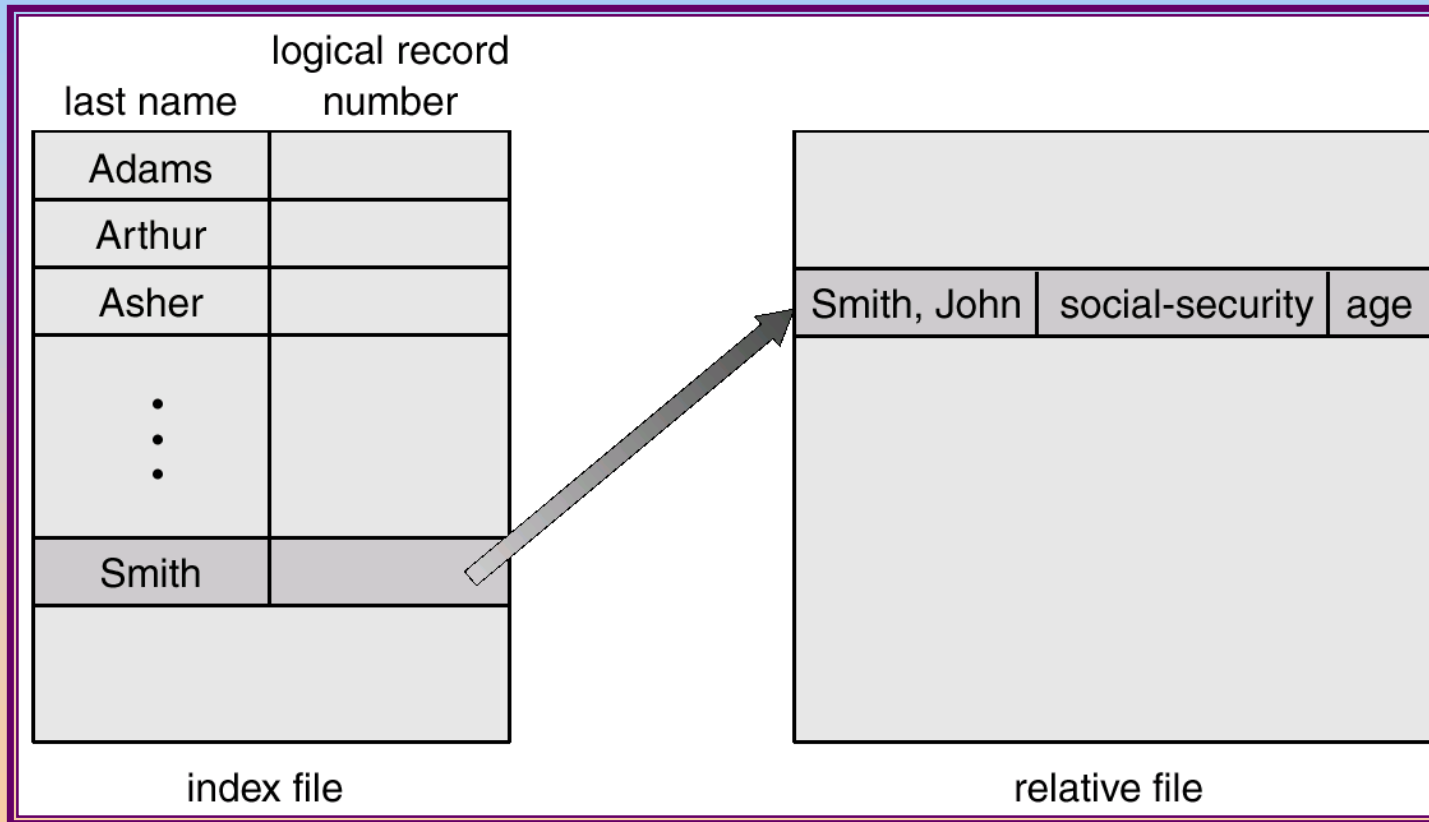 logical record
last name number
Adams
Arthur
Asher
Smith
Smith, John social-security age
index file
relative file